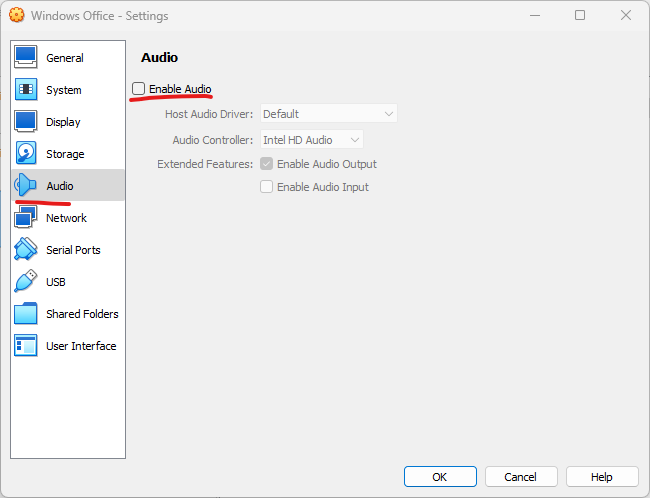 Windows Office - Settings
General
System
Display
Storage
Audio
Network
Serial Ports
USB
Shared Folders
User Interface
Audio
Enable Audio
Host Audio Driver: Default
Audio Controller: Intel HD Audio
Extended Features: Enable Audio Output
Enable Audio Input
OK Cancel Help